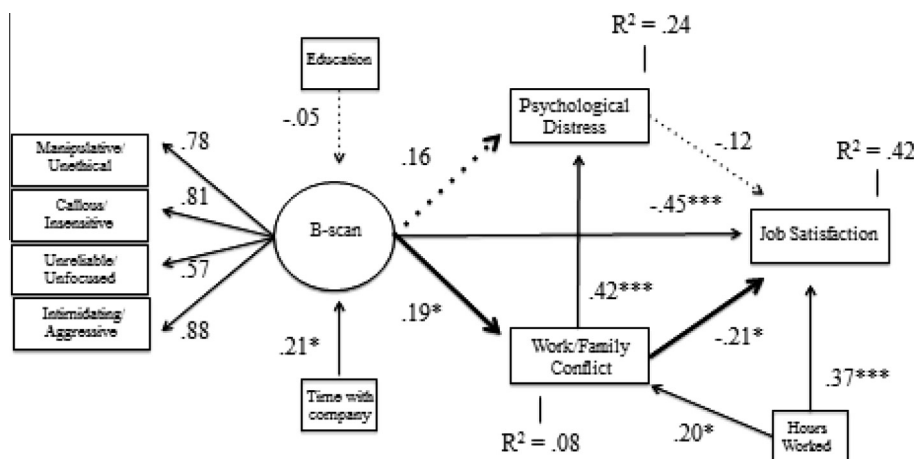 R² = .24
Education
-.05
Psychological
Distress
.16
-.12
R² = .42
Manipulative/
Unethical
.78
Callous/
Insensitive
.81
Unreliable/
Unfocused
.57
Intimidating/
Aggressive
.88
B-scan
-.45***
Job Satisfaction
.42***
.19*
-.21*
.21*
Work/Family
Conflict
.37***
Time with
company
.20*
Hours
Worked
R² = .08